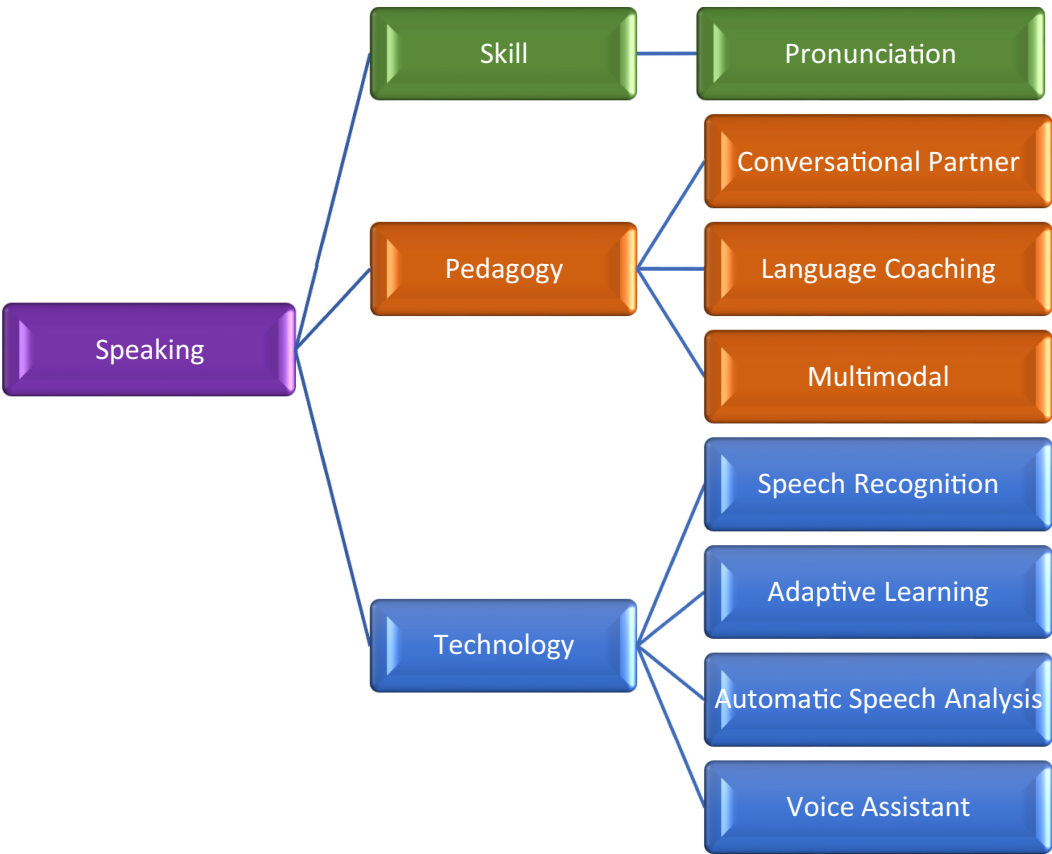 Skill
Pronunciation
Conversational Partner
Pedagogy
Language Coaching
Speaking
Multimodal
Speech Recognition
Adaptive Learning
Technology
Automatic Speech Analysis
Voice Assistant